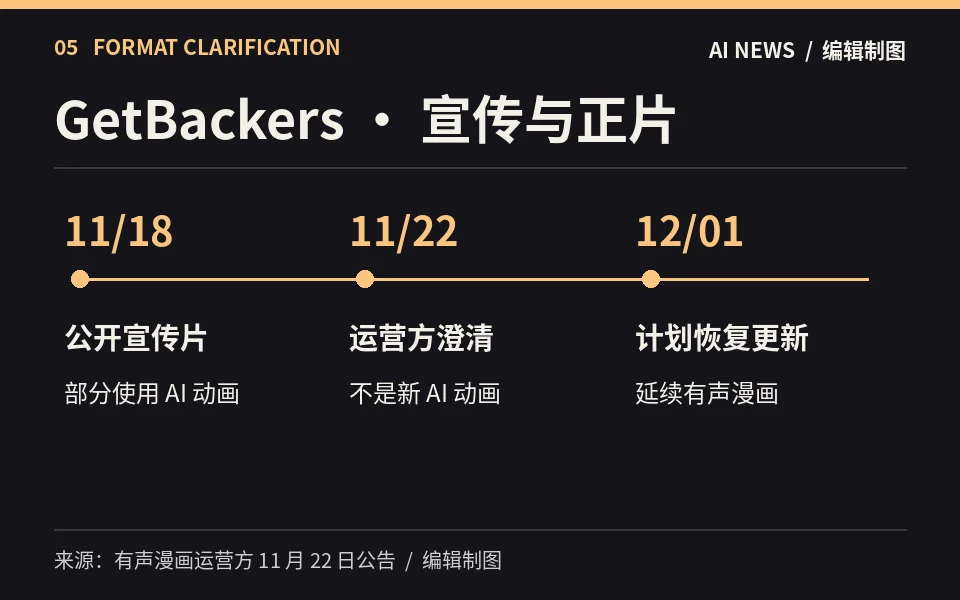 05 FORMAT CLARIFICATION
AI NEWS / 编辑制图
GetBackers · 宣传与正片
11/18
11/22
12/01
公开宣传片
运营方澄清
计划恢复更新
部分使用 AI 动画
不是新 AI 动画
延续有声漫画
来源：有声漫画运营方 11 月 22 日公告 / 编辑制图